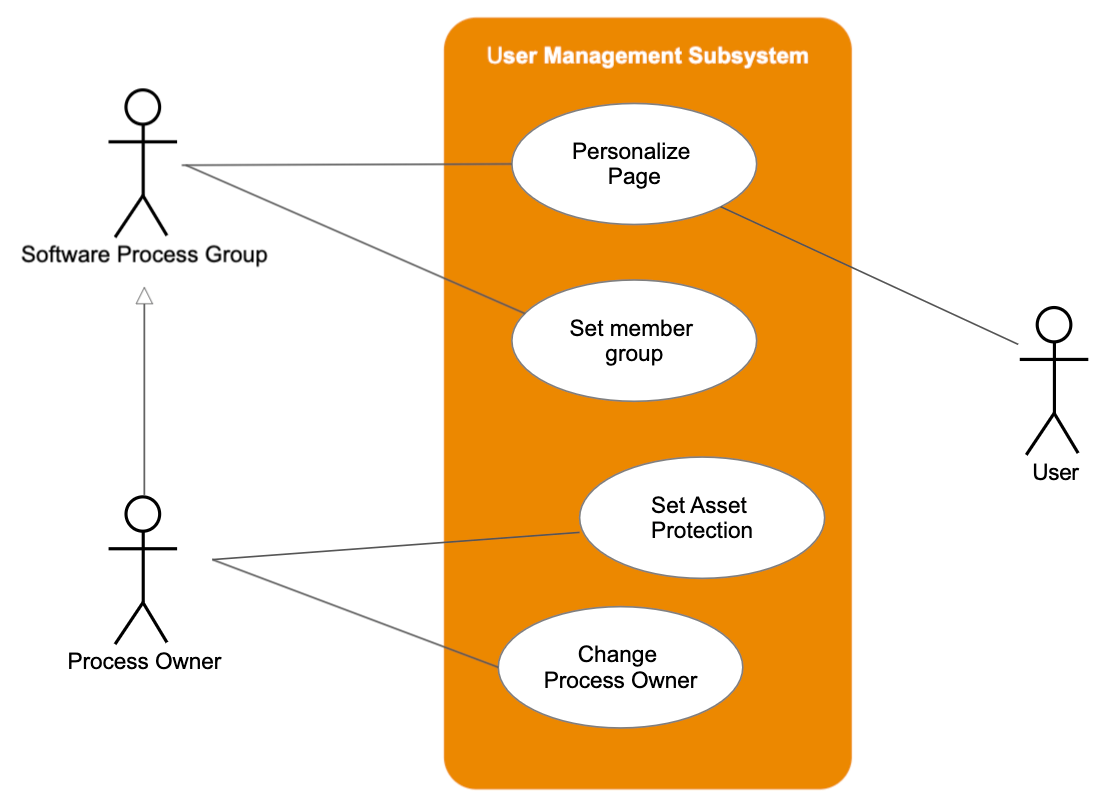 User Management Subsystem
Personalize
Page
Software Process Group
Set member
group
User
Set Asset
Protection
Process Owner
Change
Process Owner